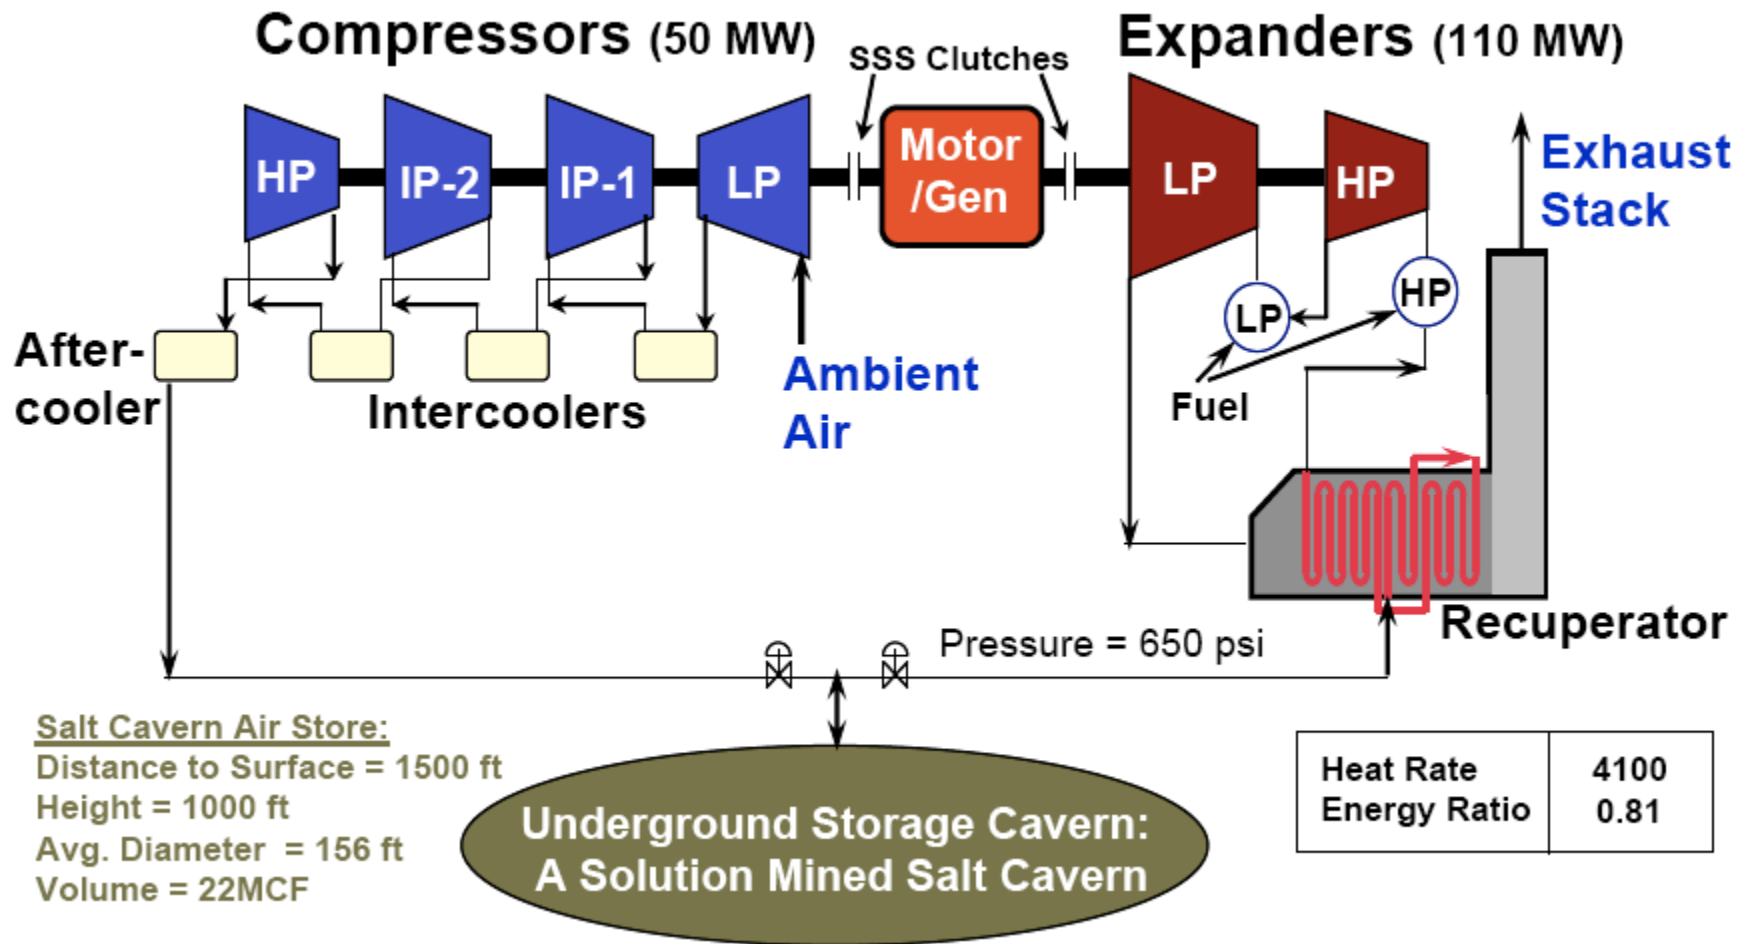 Compressors (50 MW)
SSS Clutches
Expanders (110 MW)
HP
IP-2
IP-1
LP
Motor
/Gen
LP
HP
Exhaust
Stack
LP
HP
Fuel
After-
cooler
Intercoolers
Ambient
Air
Recuperator
Pressure = 650 psi
Salt Cavern Air Store:
Distance to Surface = 1500 ft
Height = 1000 ft
Avg. Diameter = 156 ft
Volume = 22MCF
Underground Storage Cavern:
A Solution Mined Salt Cavern
Heat Rate 4100
Energy Ratio 0.81